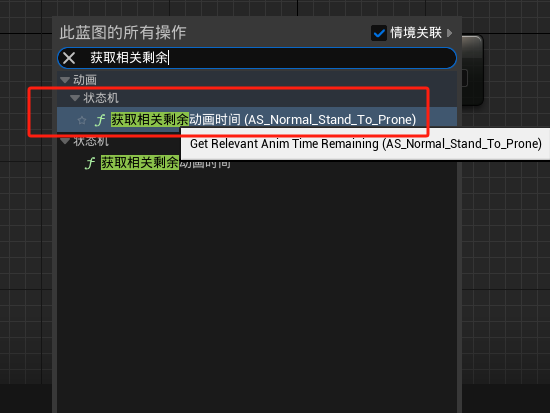 此蓝图的所有操作
情境关联
获取相关剩余
动画
状态机
获取相关剩余动画时间 (AS_Normal_Stand_To_Prone)
状态机
Get Relevant Anim Time Remaining (AS_Normal_Stand_To_Prone)
获取相关剩余动画时间